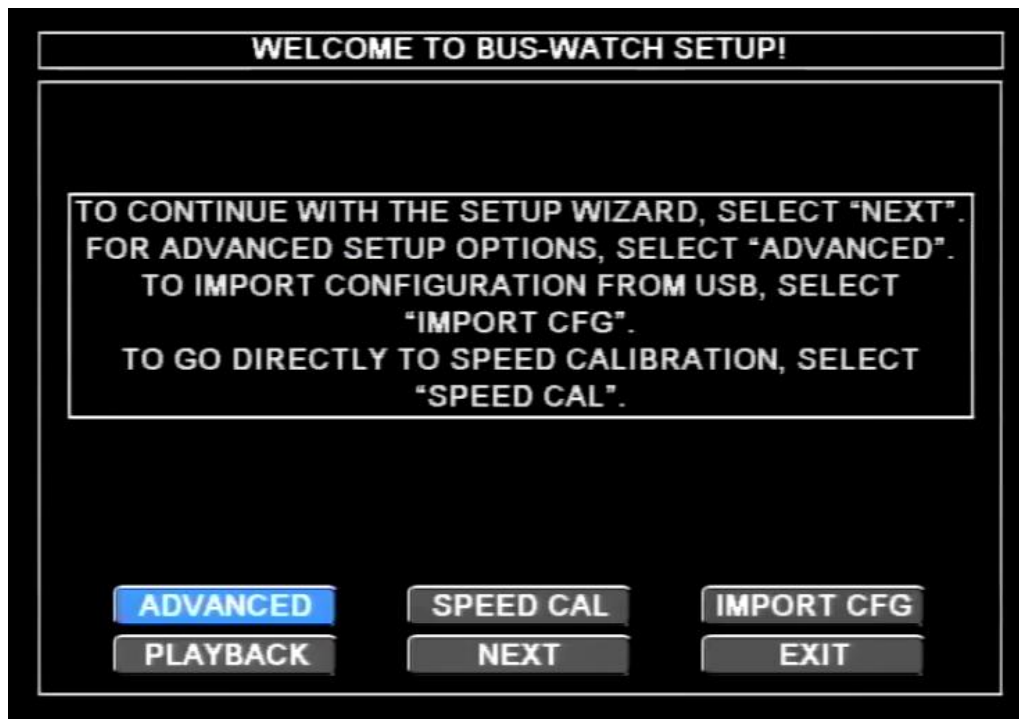 WELCOME TO BUS-WATCH SETUP!
TO CONTINUE WITH THE SETUP WIZARD, SELECT “NEXT”.
FOR ADVANCED SETUP OPTIONS, SELECT “ADVANCED”.
TO IMPORT CONFIGURATION FROM USB, SELECT
“IMPORT CFG”.
TO GO DIRECTLY TO SPEED CALIBRATION, SELECT
“SPEED CAL”.
ADVANCED SPEED CAL IMPORT CFG
PLAYBACK NEXT EXIT